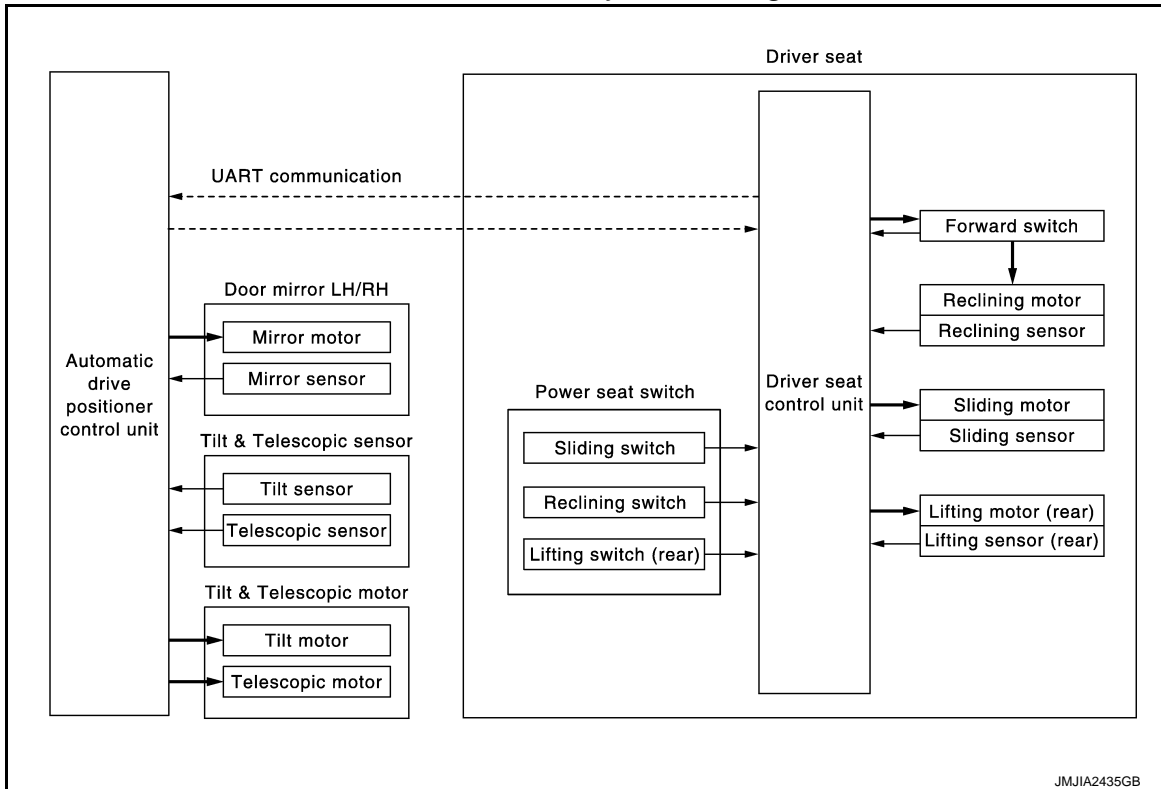 Driver seat
UART communication
Forward switch
Door mirror LH/RH
Reclining motor
Mirror motor
Reclining sensor
Automatic
drive
positioner
control unit
Mirror sensor
Driver seat
control unit
Power seat switch
Sliding motor
Sliding sensor
Tilt & Telescopic sensor
Sliding switch
Tilt sensor
Reclining switch
Lifting motor (rear)
Telescopic sensor
Lifting sensor (rear)
Lifting switch (rear)
Tilt & Telescopic motor
Tilt motor
Telescopic motor
JMJIA2435GB